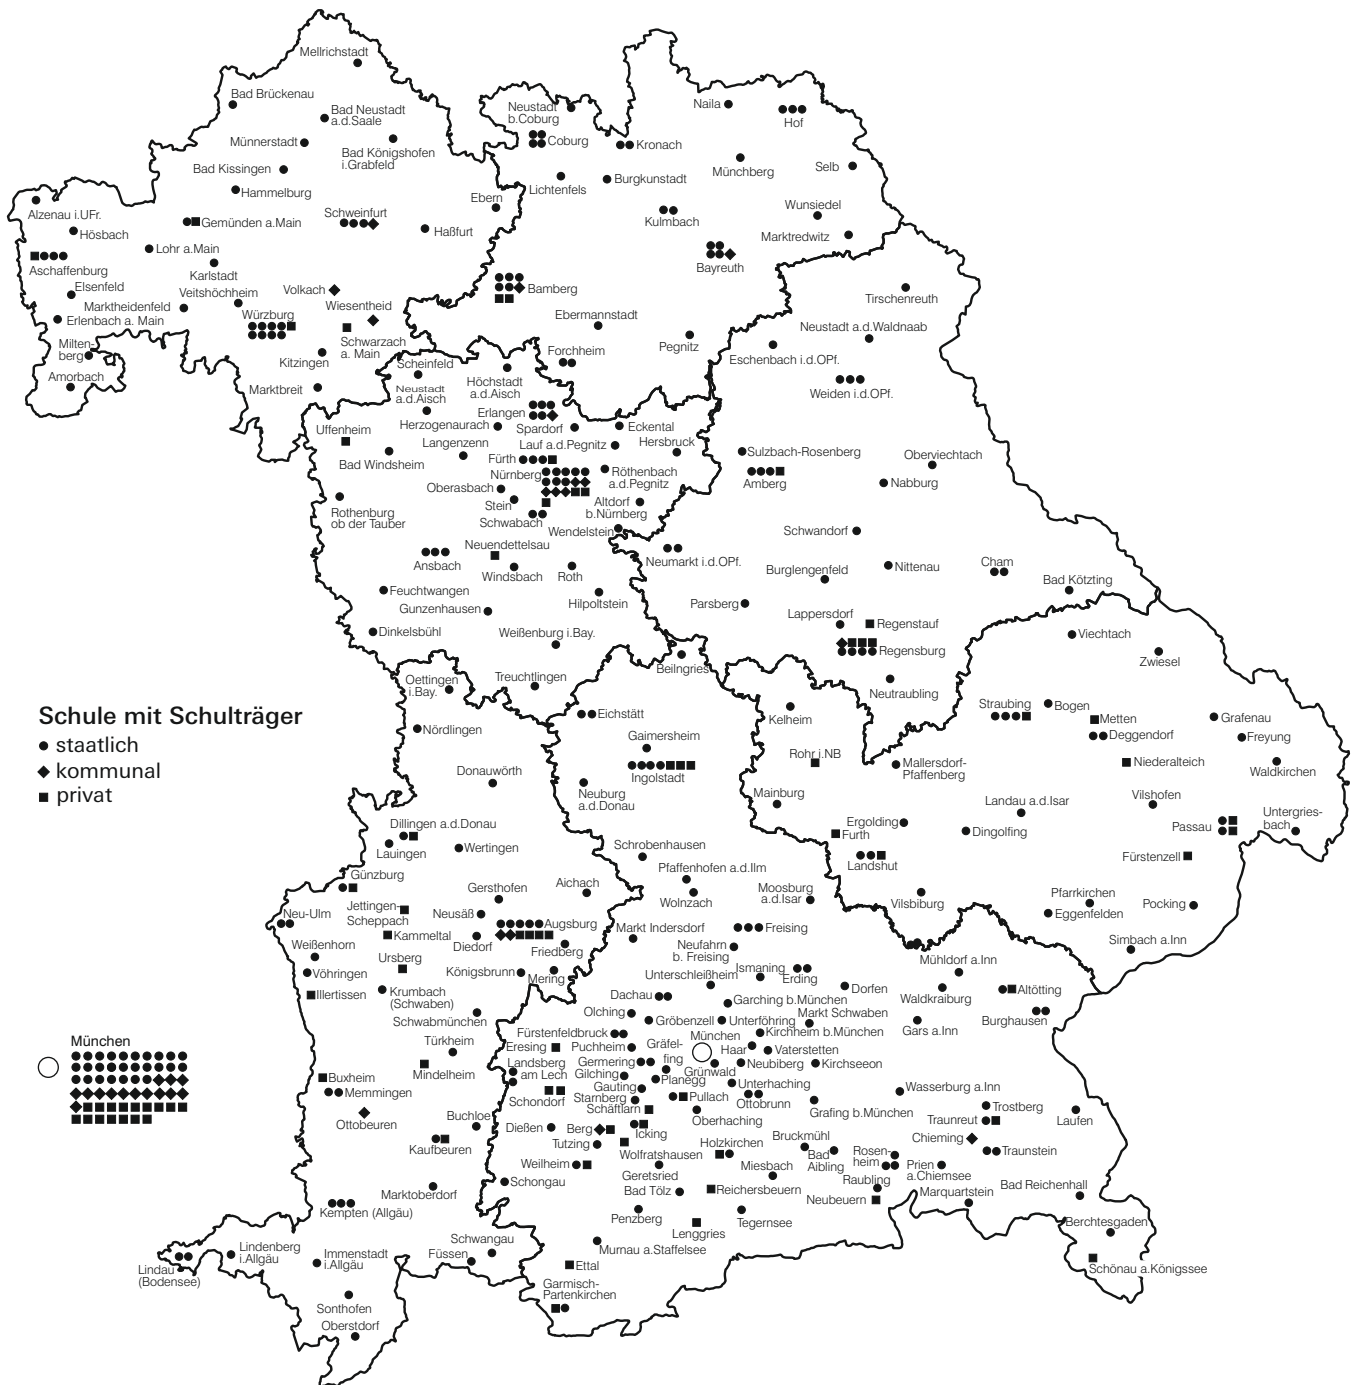 Mellrichstadt
Bad Brückenau
Bad Neustadt
a.d.Saale
Münnerstadt
Bad Königshofen
i.Grabfeld
Bad Kissingen
Hammelburg
Ebern
Alzenau i.UFr.
Hösbach
Gemünden a.Main
Schweinfurt
Haßfurt
Lohr a.Main
Aschaffenburg
Karlstadt
Elsenfeld
Marktheidenfeld
Veitshöchheim
Volkach
Wiesentheid
Erlenbach a. Main
Würzburg
Schwarzach
a. Main
Milten-
berg
Kitzingen
Amorbach
Marktbreit
Neustadt
b.Coburg
Coburg
Kronach
Naila
Hof
Münchberg
Selb
Lichtenfels
Burgkunstadt
Kulmbach
Wunsiedel
Marktredwitz
Bayreuth
Bamberg
Ebermannstadt
Pegnitz
Forchheim
Tirschenreuth
Neustadt a.d.Waldnaab
Eschenbach i.d.OPf.
Weiden i.d.OPf.
Scheinfeld
Neustadt
a.d.Aisch
Höchstadt
a.d.Aisch
Erlangen
Herzogenaurach
Spardorf
Eckental
Uffenheim
Langenzenn
Lauf a.d.Pegnitz
Hersbruck
Bad Windsheim
Fürth
Nürnberg
Röthenbach
a.d.Pegnitz
Oberasbach
Stein
Altdorf
b.Nürnberg
Rothenburg
ob der Tauber
Schwabach
Wendelstein
Neuendettelsau
Ansbach
Windsbach
Roth
Feuchtwangen
Hilpoltstein
Gunzenhausen
Dinkelsbühl
Weißenburg i.Bay.
Treuchtlingen
Sulzbach-Rosenberg
Oberviechtach
Amberg
Nabburg
Schwandorf
Neumarkt i.d.OPf.
Nittenau
Cham
Burglengenfeld
Bad Kötzting
Parsberg
Lappersdorf
Regenstauf
Regensburg
Neutraubling
Viechtach
Zwiesel
Beilngries
Oettingen
i.Bay.
Schule mit Schulträger
staatlich
kommunal
privat
Nördlingen
Eichstätt
Kelheim
Straubing
Bogen
Metten
Deggendorf
Grafenau
Freyung
Gaimersheim
Rohr i.NB
Niederalteich
Ingolstadt
Mallersdorf-
Pfaffenberg
Waldkirchen
Donauwörth
Neuburg
a.d.Donau
Mainburg
Landau a.d.Isar
Vilshofen
Untergries-
bach
Ergolding
Furth
Dingolfing
Passau
Dillingen a.d.Donau
Lauingen
Wertingen
Schrobenhausen
Landshut
Fürstenzell
Günzburg
Pfaffenhofen a.d.Ilm
Gersthofen
Aichach
Wolnzach
Moosburg
a.d.Isar
Vilsbiburg
Pfarrkirchen
Pocking
Eggenfelden
Jettingen-
Scheppach
Neusäß
Neu-Ulm
Augsburg
Kammeltal
Diedorf
Markt Indersdorf
Freising
Weißenhorn
Friedberg
Neufahrn
b. Freising
Simbach a.Inn
Ursberg
Vöhringen
Königsbrunn
Mering
Unterschleißheim
Ismaning
Erding
Mühldorf a.Inn
Illertissen
Krumbach
(Schwaben)
Dachau
Garching b.München
Dorfen
Waldkraiburg
Altötting
Schwabmünchen
Olching
Gröbenzell
Unterföhring
Markt Schwaben
Burghausen
Gars a.Inn
Fürstenfeldbruck
München
Kirchheim b.München
Türkheim
Eresing
Puchheim
Gräfel-
fing
Haar
Vaterstetten
München
Mindelheim
Landsberg
am Lech
Germering
Gilching
Grünwald
Neubiberg
Kirchseeon
Buxheim
Planegg
Memmingen
Schondorf
Gauting
Unterhaching
Wasserburg a.Inn
Starnberg
Pullach
Ottobrunn
Grafing b.München
Trostberg
Schäftlarn
Oberhaching
Traunreut
Laufen
Ottobeuren
Buchloe
Dießen
Berg
Icking
Chieming
Kaufbeuren
Tutzing
Holzkirchen
Bruckmühl
Traunstein
Wolfratshausen
Bad
Aibling
Rosen-
heim
Prien
a.Chiemsee
Weilheim
Geretsried
Miesbach
Schongau
Bad Tölz
Reichersbeuern
Raubling
Neubeuern
Marquartstein
Bad Reichenhall
Marktoberdorf
Kempten (Allgäu)
Penzberg
Lenggries
Tegernsee
Berchtesgaden
Schwangau
Füssen
Murnau a.Staffelsee
Lindau
(Bodensee)
Lindenberg
i.Allgäu
Immenstadt
i.Allgäu
Ettal
Schönau a.Königssee
Garmisch-
Partenkirchen
Sonthofen
Oberstdorf